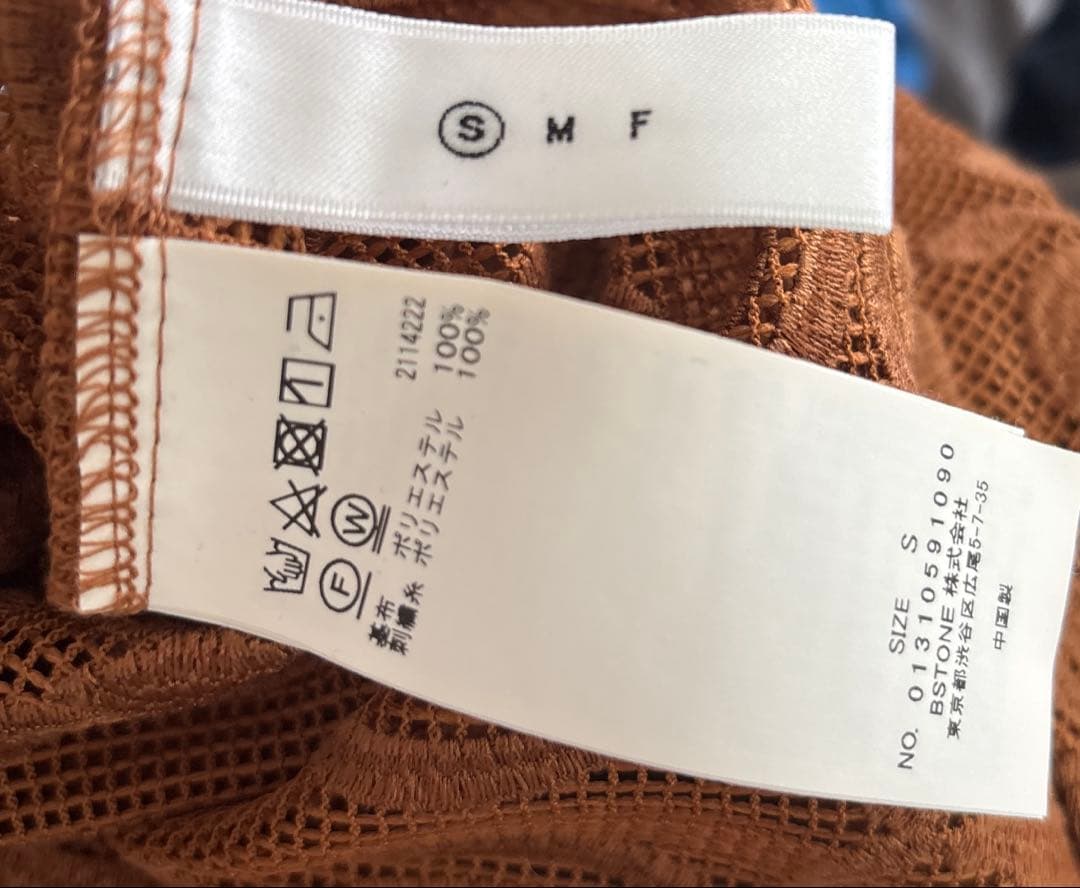 S M F
2114222
基布 ポリエステル 100%
刺繍糸 ポリエステル 100%
F W
SIZE S
NO. 01310591090
BSTONE 株式会社
東京都渋谷区広尾5-7-35
中国製